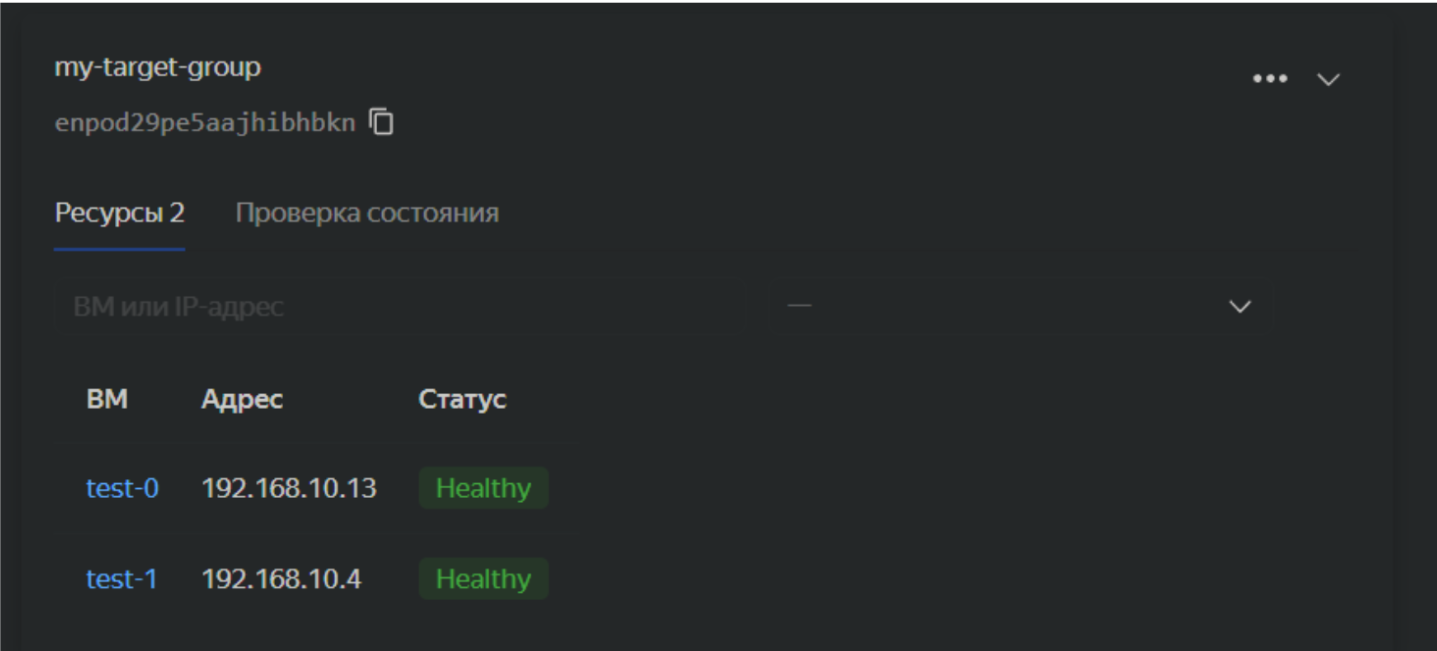 my-target-group
enpod29pe5aajhibhbkn
Ресурсы 2 Проверка состояния
ВМ или IP-адрес —
ВМ Адрес Статус
test-0 192.168.10.13 Healthy
test-1 192.168.10.4 Healthy